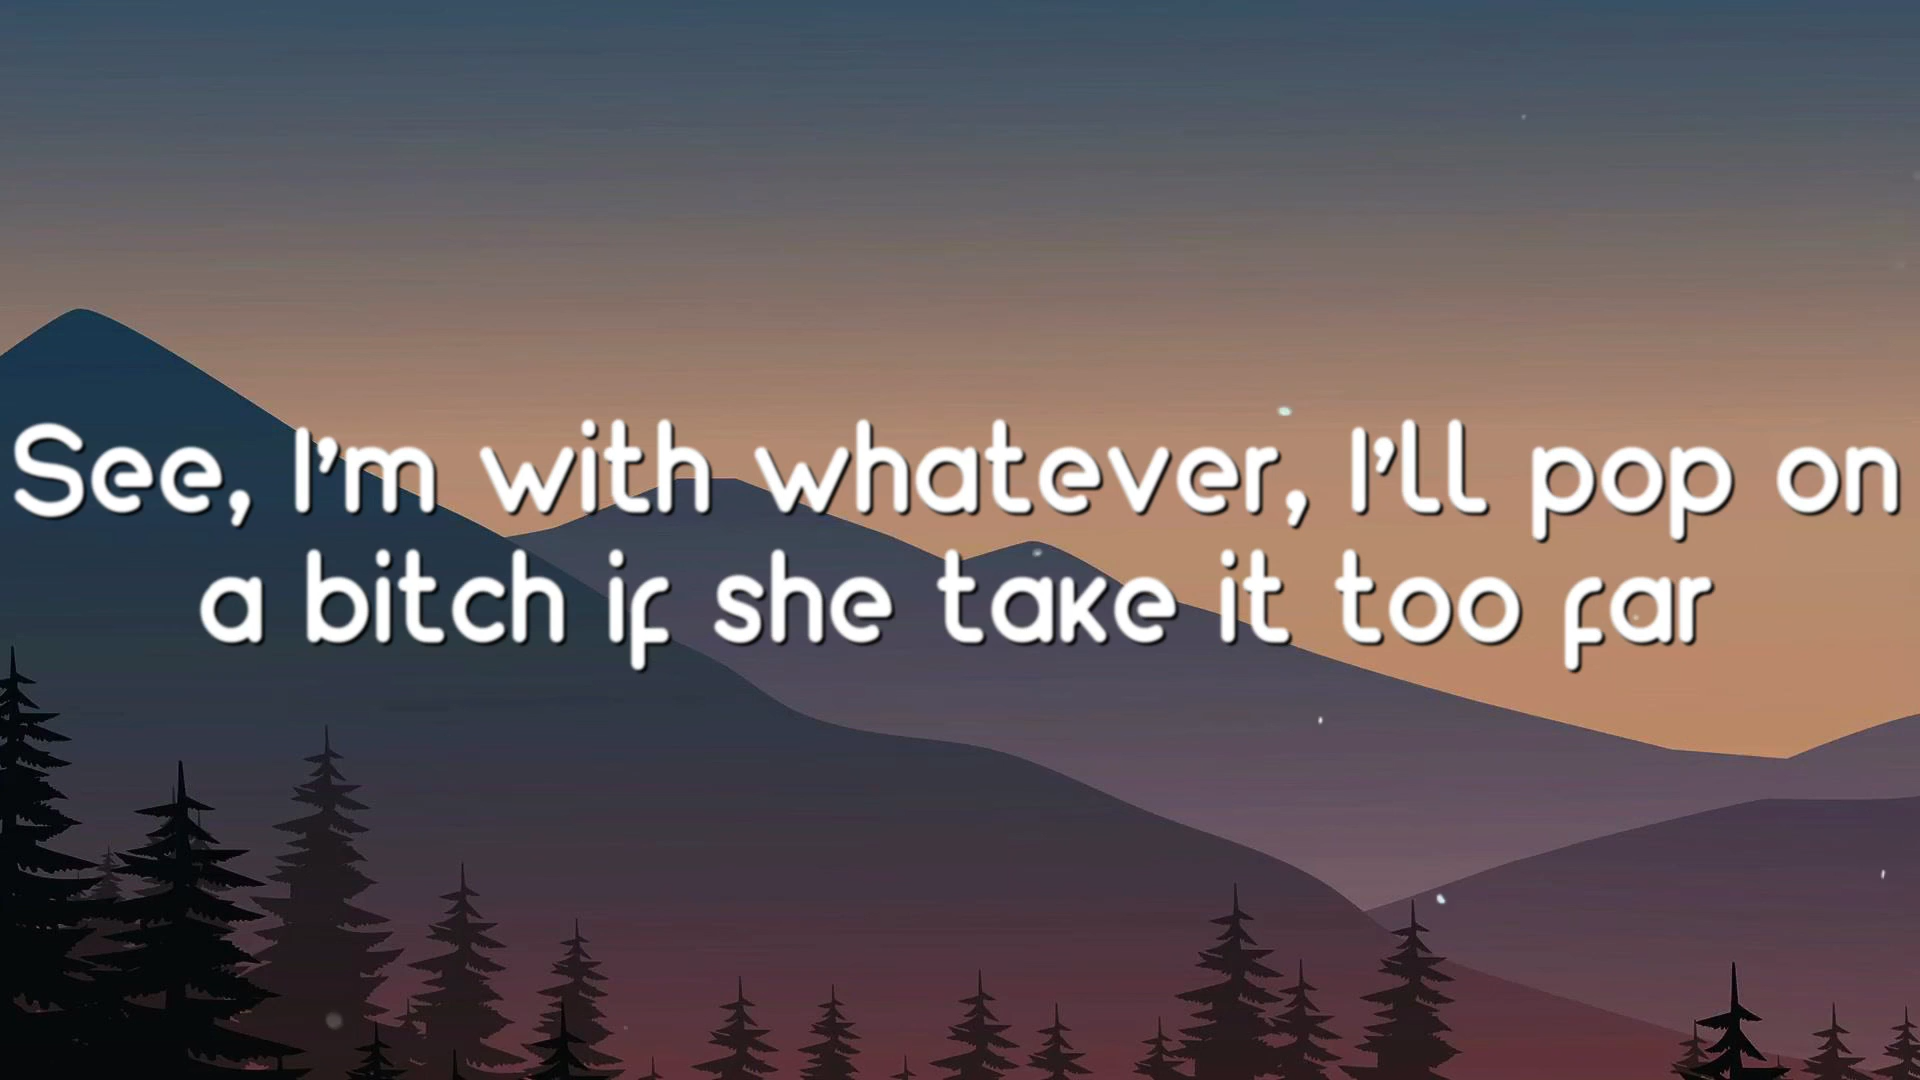 See, I'm with whatever, I'll pop on
a bitch if she take it too far